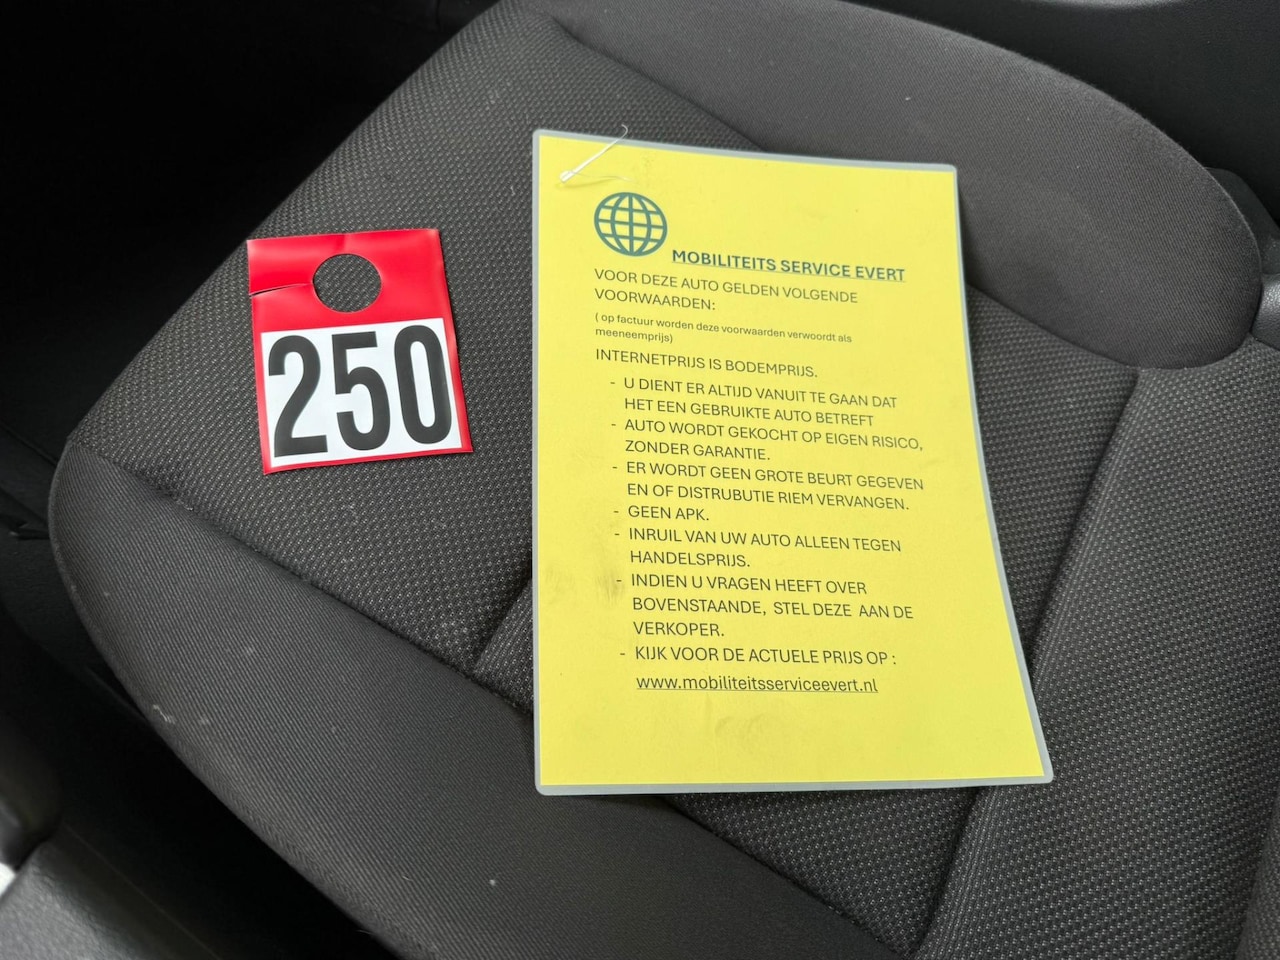 250
MOBILITEITS SERVICE EVERT
VOOR DEZE AUTO GELDEN VOLGENDE
VOORWAARDEN:
( op factuur worden deze voorwaarden verwoordt als
meeneemprijs)
INTERNETPRIJS IS BODEMPRIJS.
- U DIENT ER ALTIJD VANUIT TE GAAN DAT
HET EEN GEBRUIKTE AUTO BETREFT
- AUTO WORDT GEKOCHT OP EIGEN RISICO,
ZONDER GARANTIE.
- ER WORDT GEEN GROTE BEURT GEGEVEN
EN OF DISTRUBUTIE RIEM VERVANGEN.
- GEEN APK.
- INRUIL VAN UW AUTO ALLEEN TEGEN
HANDELSPRIJS.
- INDIEN U VRAGEN HEEFT OVER
BOVENSTAANDE, STEL DEZE AAN DE
VERKOPER.
- KIJK VOOR DE ACTUELE PRIJS OP :
www.mobiliteitsserviceevert.nl